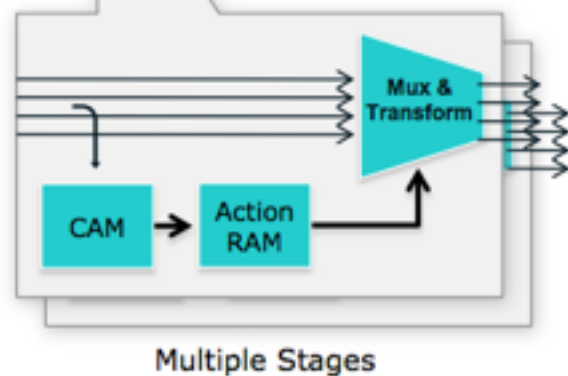 Mux &
Transform
CAM
Action
RAM
Multiple Stages